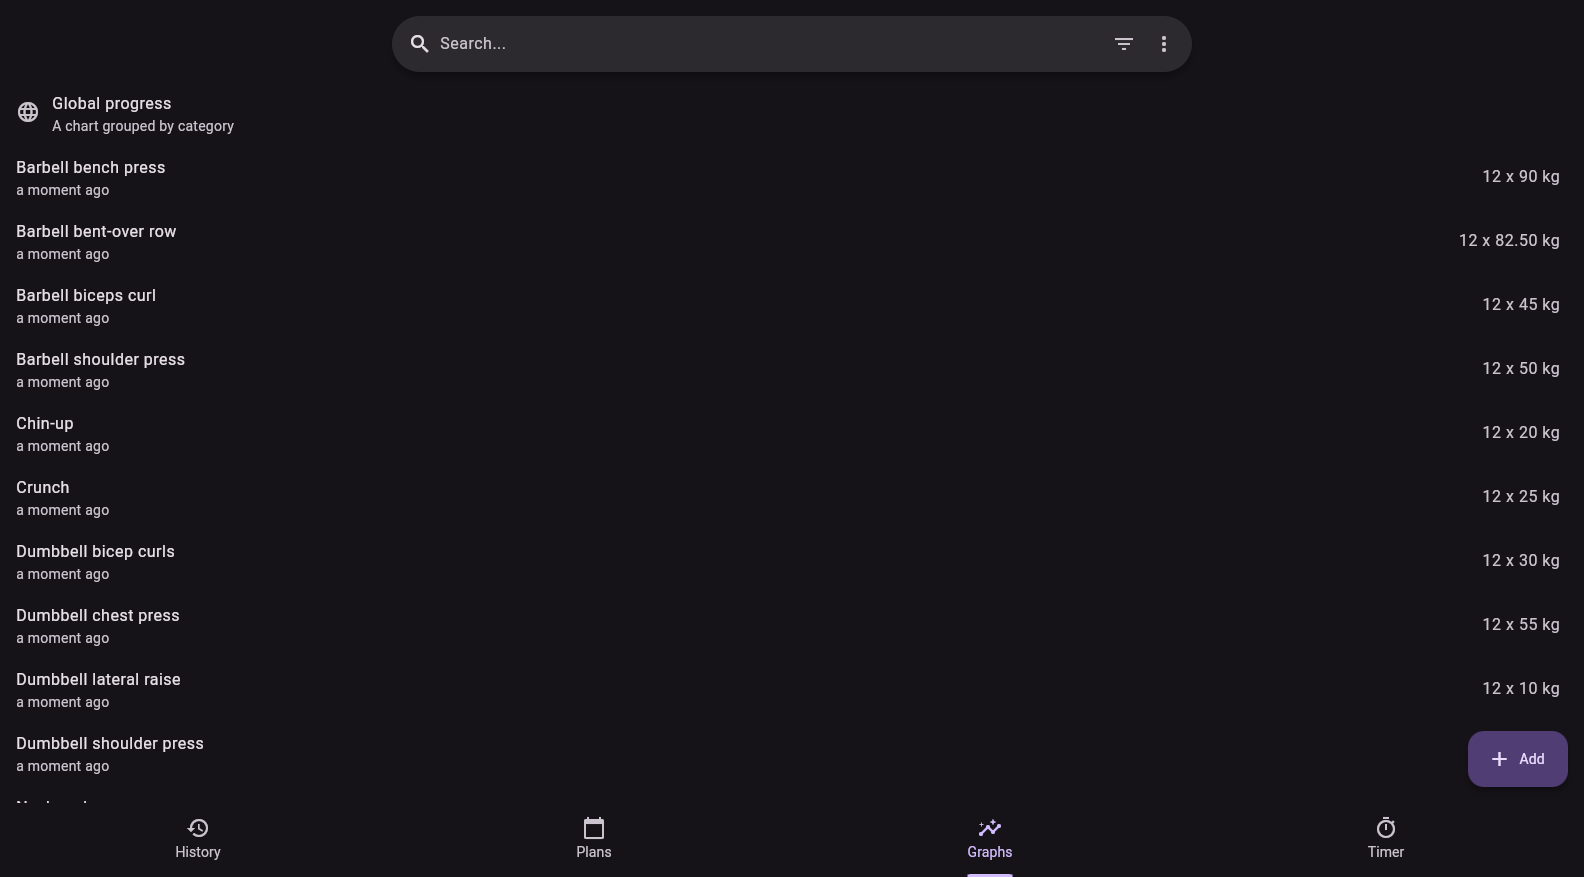 Search...
Global progress
A chart grouped by category
Barbell bench press
a moment ago
12 x 90 kg
Barbell bent-over row
a moment ago
12 x 82.50 kg
Barbell biceps curl
a moment ago
12 x 45 kg
Barbell shoulder press
a moment ago
12 x 50 kg
Chin-up
a moment ago
12 x 20 kg
Crunch
a moment ago
12 x 25 kg
Dumbbell bicep curls
a moment ago
12 x 30 kg
Dumbbell chest press
a moment ago
12 x 55 kg
Dumbbell lateral raise
a moment ago
12 x 10 kg
Dumbbell shoulder press
a moment ago
Add
History
Plans
Graphs
Timer